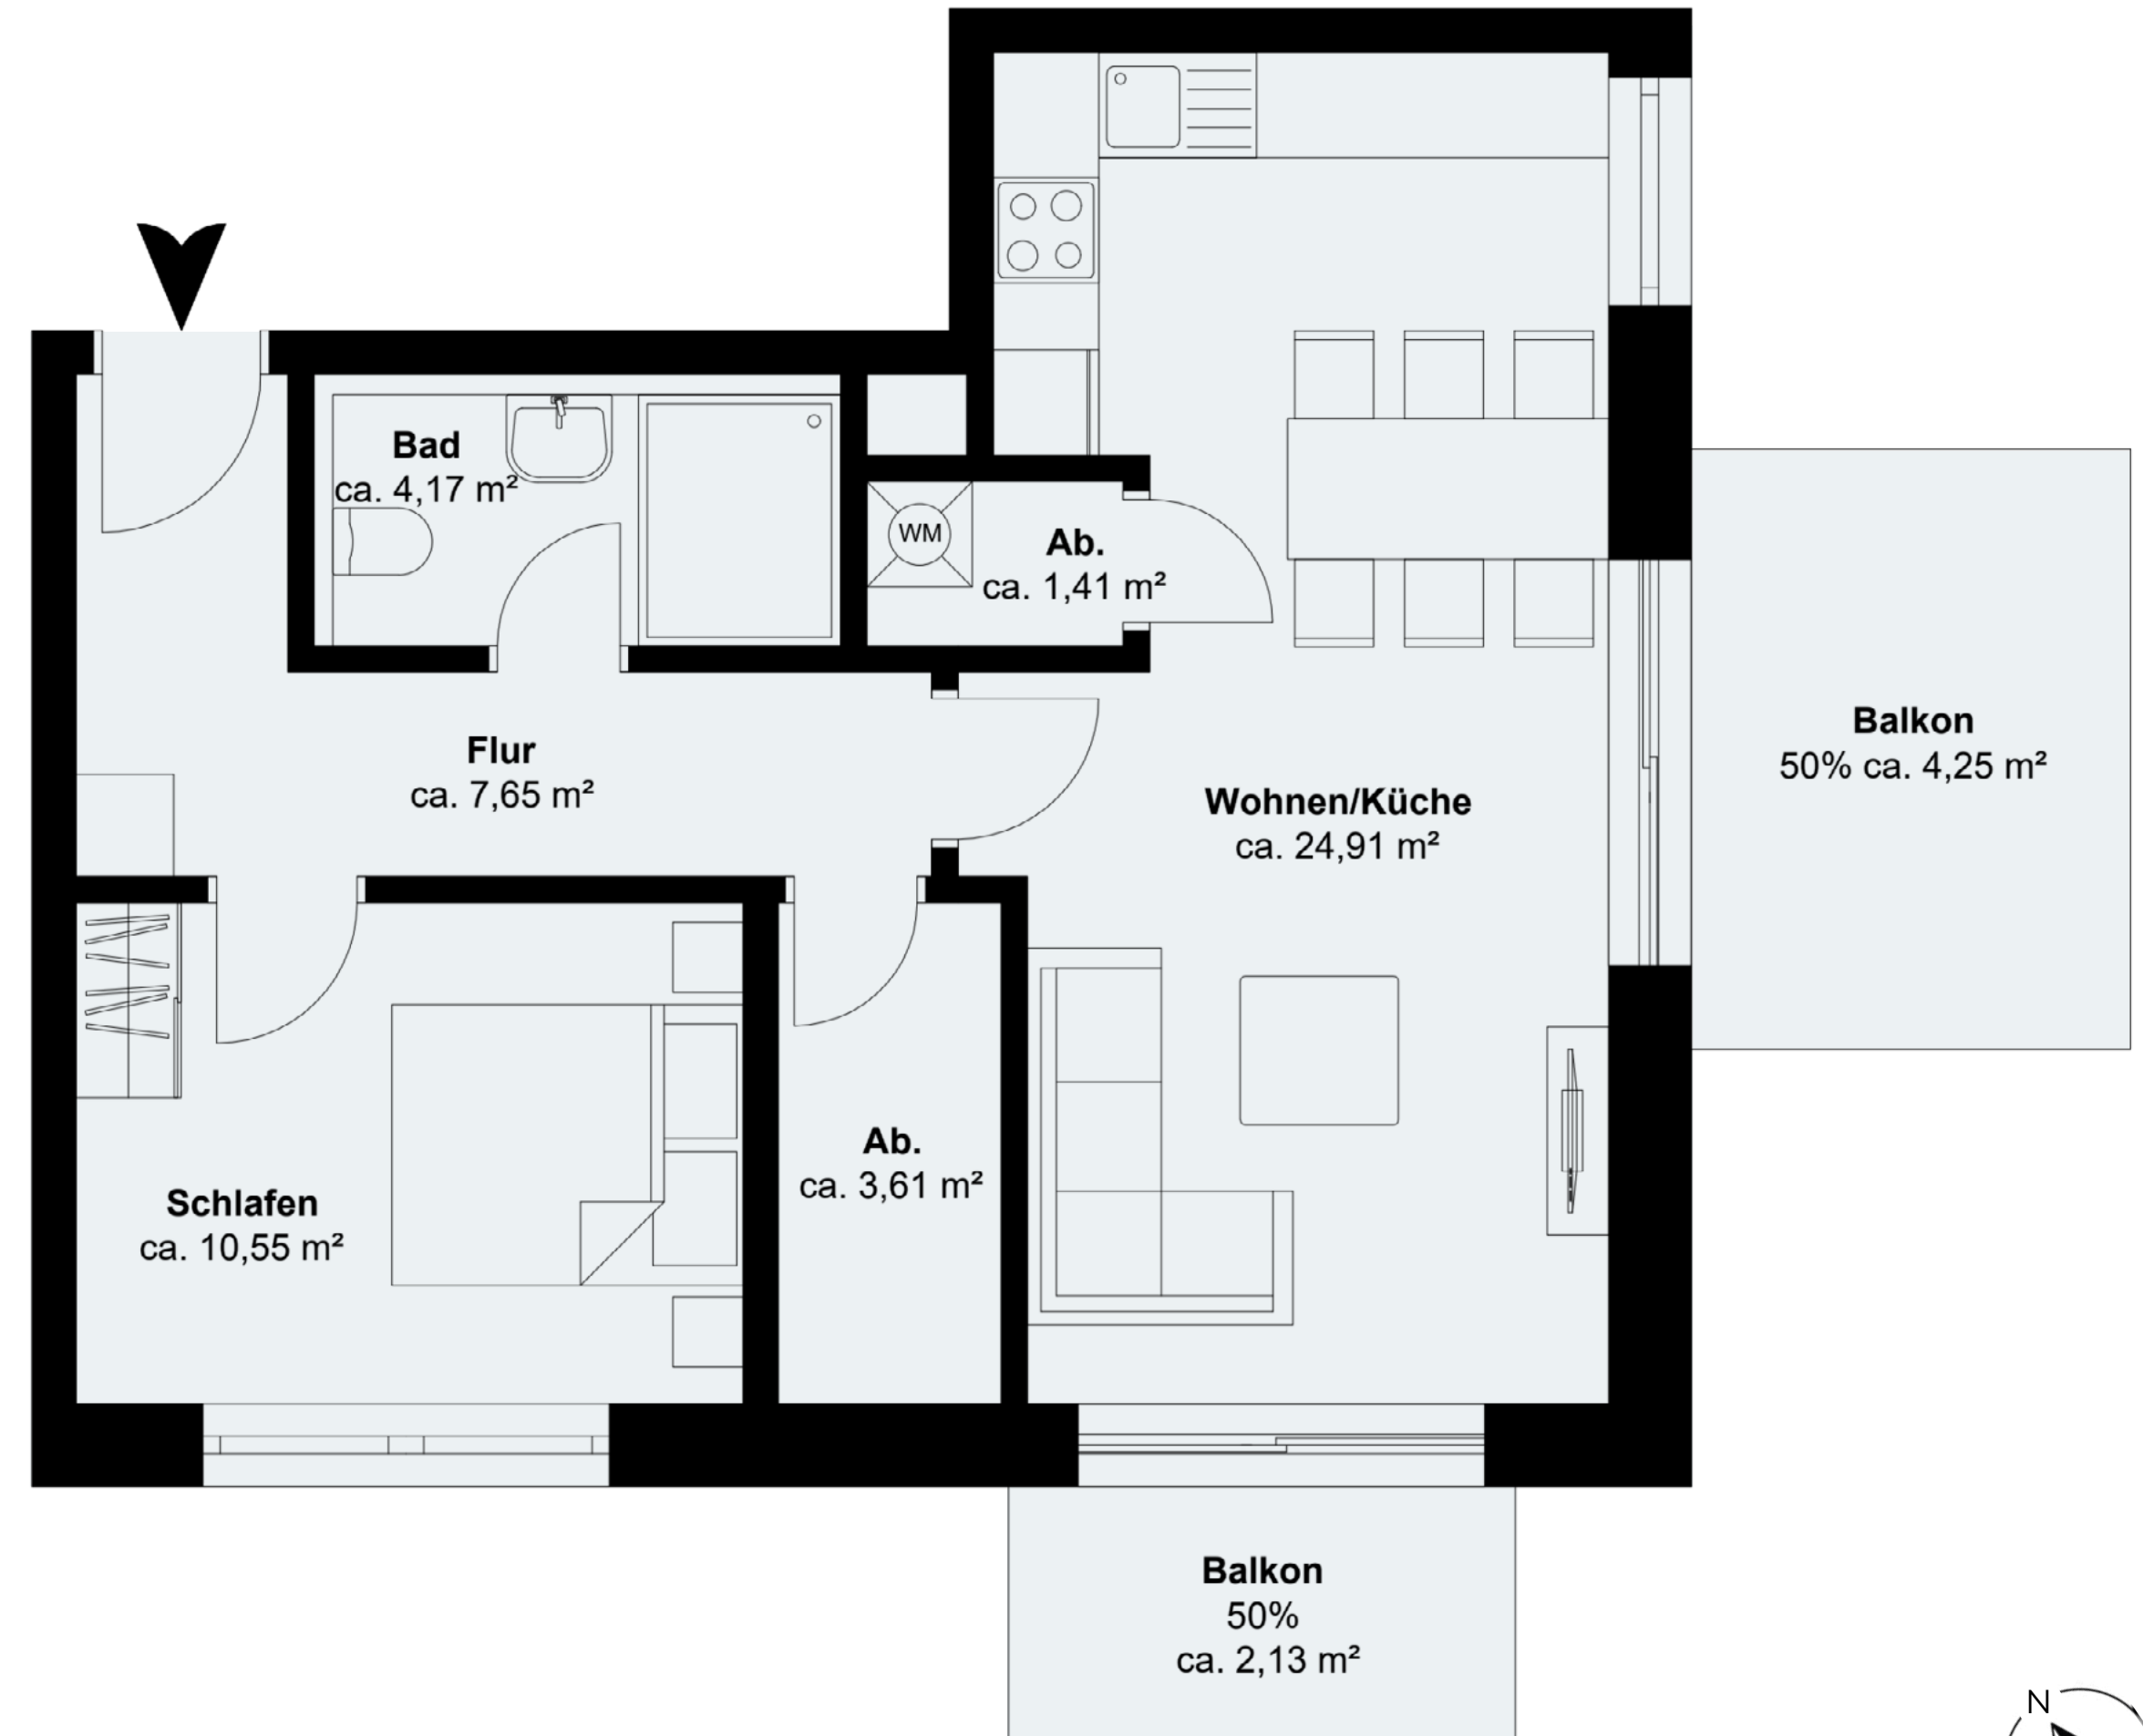 Bad
ca. 4,17 m²
WM
Ab.
ca. 1,41 m²
Flur
ca. 7,65 m²
Wohnen/Küche
ca. 24,91 m²
Balkon
50% ca. 4,25 m²
Schlafen
ca. 10,55 m²
Ab.
ca. 3,61 m²
Balkon
50%
ca. 2,13 m²
N